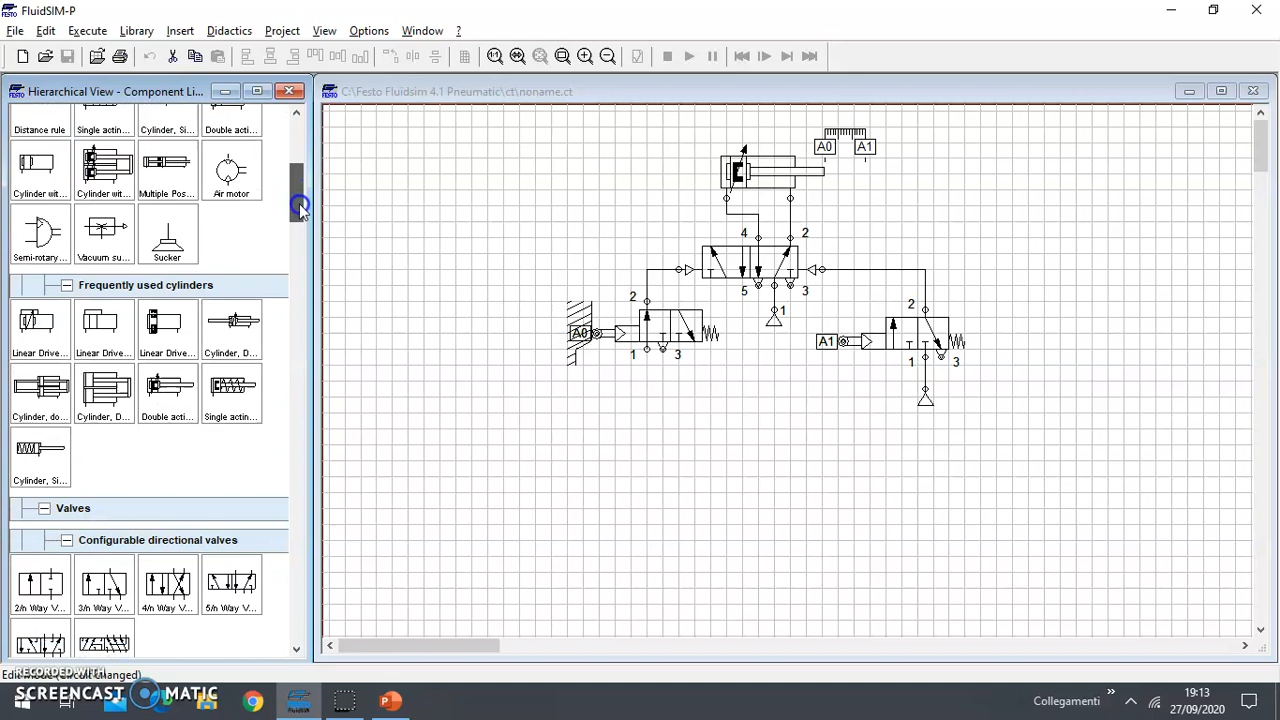 FluidSIM-P
File Edit Execute Library Insert Didactics Project View Options Window ?
Hierarchical View - Component Li...
C:\Festo Fluidsim 4.1 Pneumatic\ct\noname.ct
Distance rule Single actin... Cylinder, Si... Double acti...
Cylinder wit... Cylinder wit... Multiple Pos... Air motor
Semi-rotary... Vacuum su... Sucker
Frequently used cylinders
Linear Drive... Linear Drive... Linear Drive... Cylinder, D...
Cylinder, do... Cylinder, D... Double acti... Single actin...
Cylinder, Si...
Valves
Configurable directional valves
2/n Way V... 3/n Way V... 4/n Way V... 5/n Way V...
A0 A1
4 2
5 3
1
2
A0
1 3
2
A1
1 3
RECORDED WITH
SCREENCAST MATIC
Collegamenti
19:13
27/09/2020